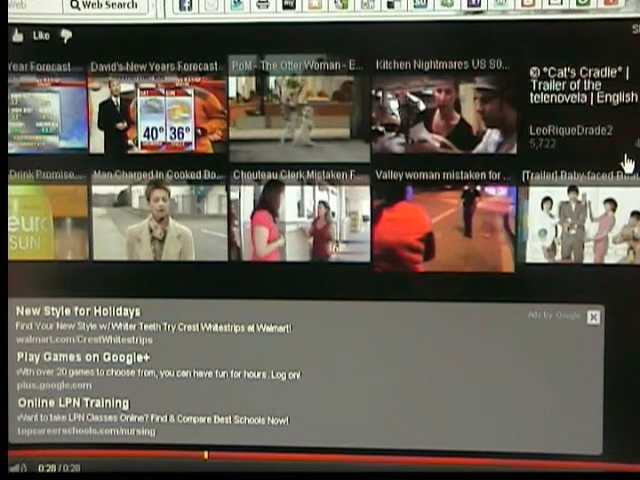 Web
Web Search
Like
Year Forecast
David's New Years Forecast
PoM - The Otter Woman - E...
Kitchen Nightmares US S0...
"Cat's Cradle" |
Trailer of the
telenovela | English
LeoRiqueDrade2
5,722
40° 36°
Drink Promise...
Man Charged In Cooked Bo...
Chouteau Clerk Mistaken F
Valley woman mistaken for ...
[Trailer] Baby-faced
SUN
New Style for Holidays
Ads by Google
Find Your New Style w/Whiter Teeth Try Crest Whitestrips at Walmart!
walmart.com/CrestWhitestrips
Play Games on Google+
With over 20 games to choose from, you can have fun for hours. Log on!
plus.google.com
Online LPN Training
Want to take LPN Classes Online? Find & Compare Best Schools Now!
topcareerschools.com/nursing
0:28 / 0:28